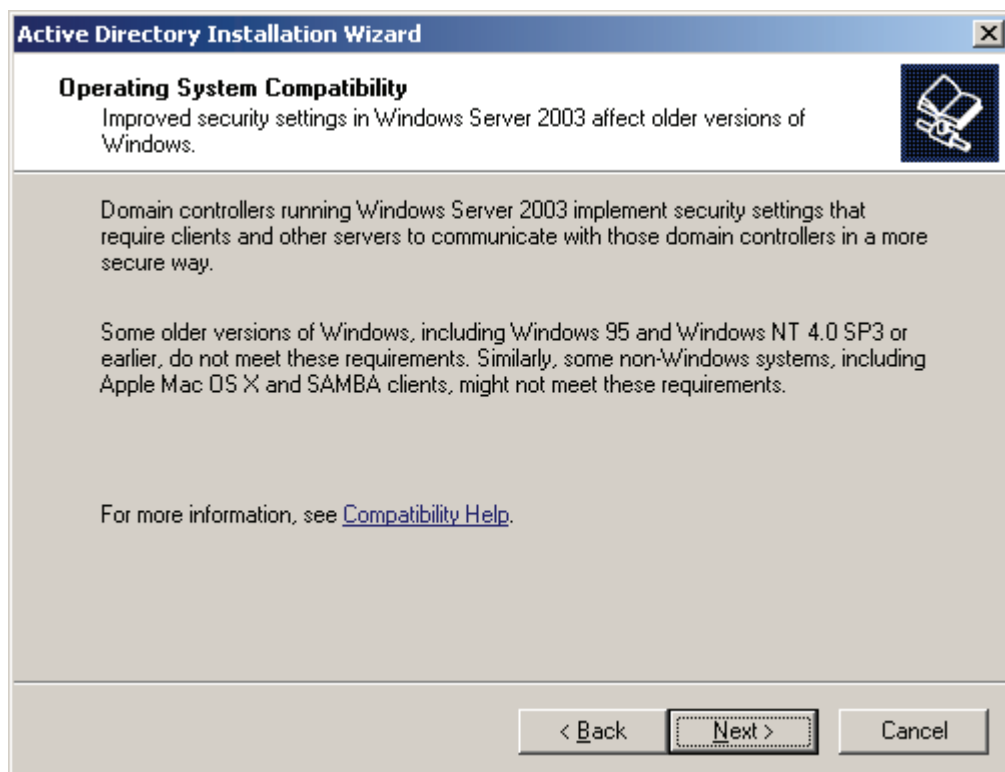 Active Directory Installation Wizard
Operating System Compatibility
Improved security settings in Windows Server 2003 affect older versions of
Windows.
Domain controllers running Windows Server 2003 implement security settings that
require clients and other servers to communicate with those domain controllers in a more
secure way.
Some older versions of Windows, including Windows 95 and Windows NT 4.0 SP3 or
earlier, do not meet these requirements. Similarly, some non-Windows systems, including
Apple Mac OS X and SAMBA clients, might not meet these requirements.
For more information, see Compatibility Help.
< Back Next > Cancel